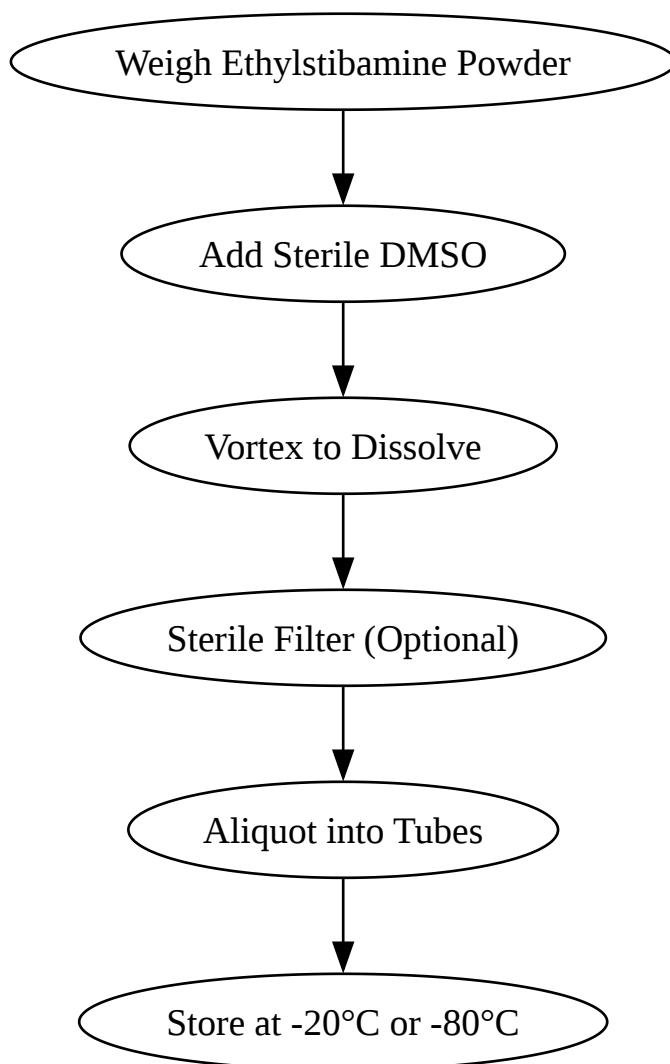 Weigh Ethylstibamine Powder
Add Sterile DMSO
Vortex to Dissolve
Sterile Filter (Optional)
Aliquot into Tubes
Store at -20°C or -80°C